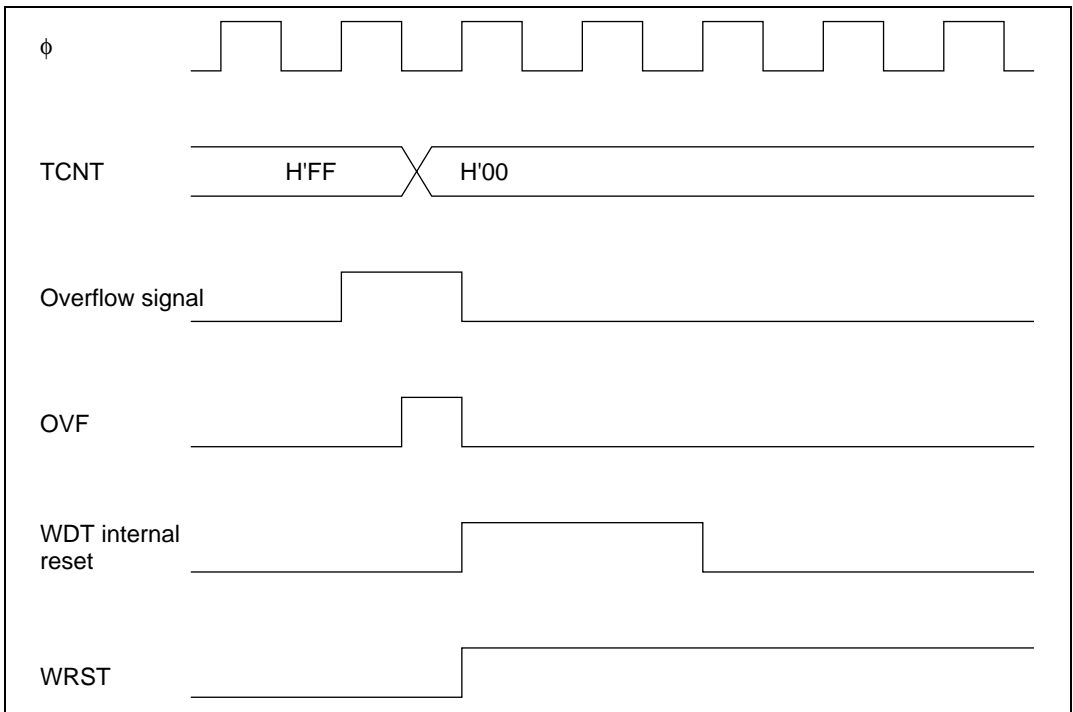 ϕ
TCNT H'FF H'00
Overflow signal
OVF
WDT internal
reset
WRST